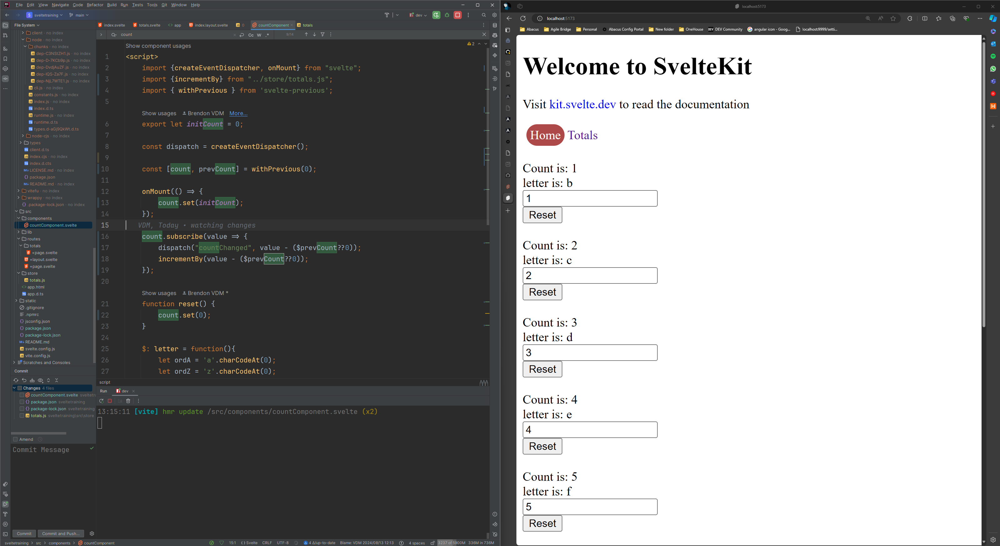 File Edit View Navigate Code Refactor Build Run Tests Tools Git Window Help
S sveltetraining main dev
File System
client · no index
node · no index
chunks · no index
dep-C3NStZH1.js · no index
dep-D-7KCb9p.js · no index
dep-DvdjAuZF.js · no index
dep-IQS-Za7F.js · no index
dep-NjL7WTE1.js · no index
cli.js · no index
constants.js · no index
index.js · no index
index.d.ts
runtime.js · no index
runtime.d.ts
types.d-aGj9QkWt.d.ts
node-cjs · no index
types
client.d.ts
index.cjs · no index
index.d.cts
LICENSE.md · no index
package.json
README.md · no index
vitefu · no index
wrappy · no index
.package-lock.json · no index
src
components
countComponent.svelte
lib
routes
totals
+page.svelte
+layout.svelte
+page.svelte
store
totals.js
app.html
app.d.ts
static
.gitignore
.npmrc
jsconfig.json
package.json
package-lock.json
README.md
svelte.config.js
vite.config.js
Scratches and Consoles
Commit
Changes 4 files
countComponent.svelte sveltetra
package.json sveltetraining
package-lock.json sveltetraining
totals.js sveltetraining\src\store
Amend
Commit Message
Commit Commit and Push...
index.svelte totals.svelte app index.layout.svelte 0 countComponent totals
count Cc W .* 9/14
Show component usages
2
1 <script>
2 import {createEventDispatcher, onMount} from "svelte";
3 import {incrementBy} from "../store/totals.js";
4 import { withPrevious } from 'svelte-previous';
5
Show usages Brendon VDM More...
6 export let initCount = 0;
7
8 const dispatch = createEventDispatcher();
9
10 const [count, prevCount] = withPrevious(0);
11
12 onMount(() => {
13 count.set(initCount);
14 });
15 VDM, Today • watching changes
16 count.subscribe(value => {
17 dispatch("countChanged", value - ($prevCount??0));
18 incrementBy(value - ($prevCount??0));
19 });
20
Show usages Brendon VDM *
21 function reset() {
22 count.set(0);
23 }
24
25 $: letter = function(){
26 let ordA = 'a'.charCodeAt(0);
27 let ordZ = 'z'.charCodeAt(0);
script
Run dev
13:15:11 [vite] hmr update /src/components/countComponent.svelte (x2)
sveltetraining > src > components > countComponent
15:1 {} Svelte CRLF UTF-8 4 Δ/up-to-date Blame: VDM 2024/08/13 12:13 4 spaces 3237 of 5900M 336M in 736M
localhost:5173
localhost:5173
Abacus Agile Bridge Personal Abacus Config Portal New folder OneHouse DEV DEV Community angular icon - Goog... localhost:9999/setti...
Welcome to SvelteKit
Visit kit.svelte.dev to read the documentation
Home Totals
Count is: 1
letter is: b
1
Reset
Count is: 2
letter is: c
2
Reset
Count is: 3
letter is: d
3
Reset
Count is: 4
letter is: e
4
Reset
Count is: 5
letter is: f
5
Reset